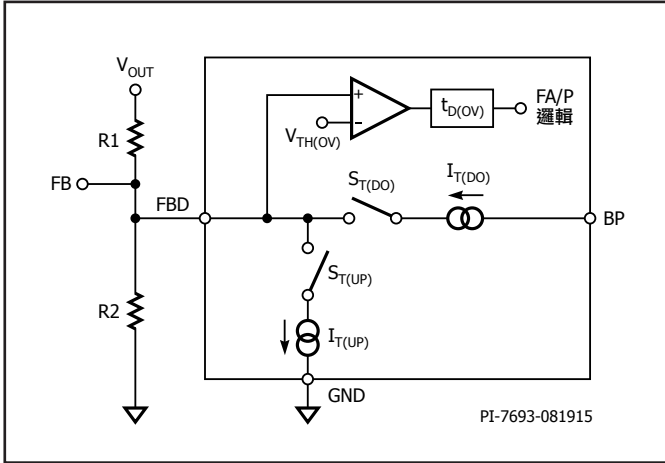 V_OUT
R1
FB
FBD
R2
+
-
V_TH(OV)
t_D(OV)
FA/P
邏輯
S_T(DO)
I_T(DO)
BP
S_T(UP)
I_T(UP)
GND
PI-7693-081915